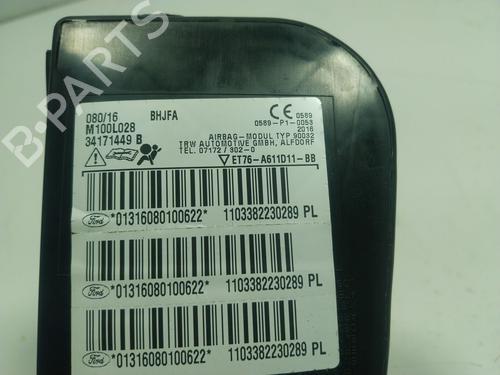 080/16 BHJFA
M100L028
34171449 B
CE 0589
0589-P1-0053
2016
AIRBAG-MODUL TYP 90032
TRW AUTOMOTIVE GMBH, ALFDORF
TEL. 07172 / 302-0
ET76-A611D11-BB
Ford *01316080100622* 1103382230289 PL
Ford *01316080100622* 1103382230289 PL
Ford *01316080100622* 1103382230289 PL
B-PARTS